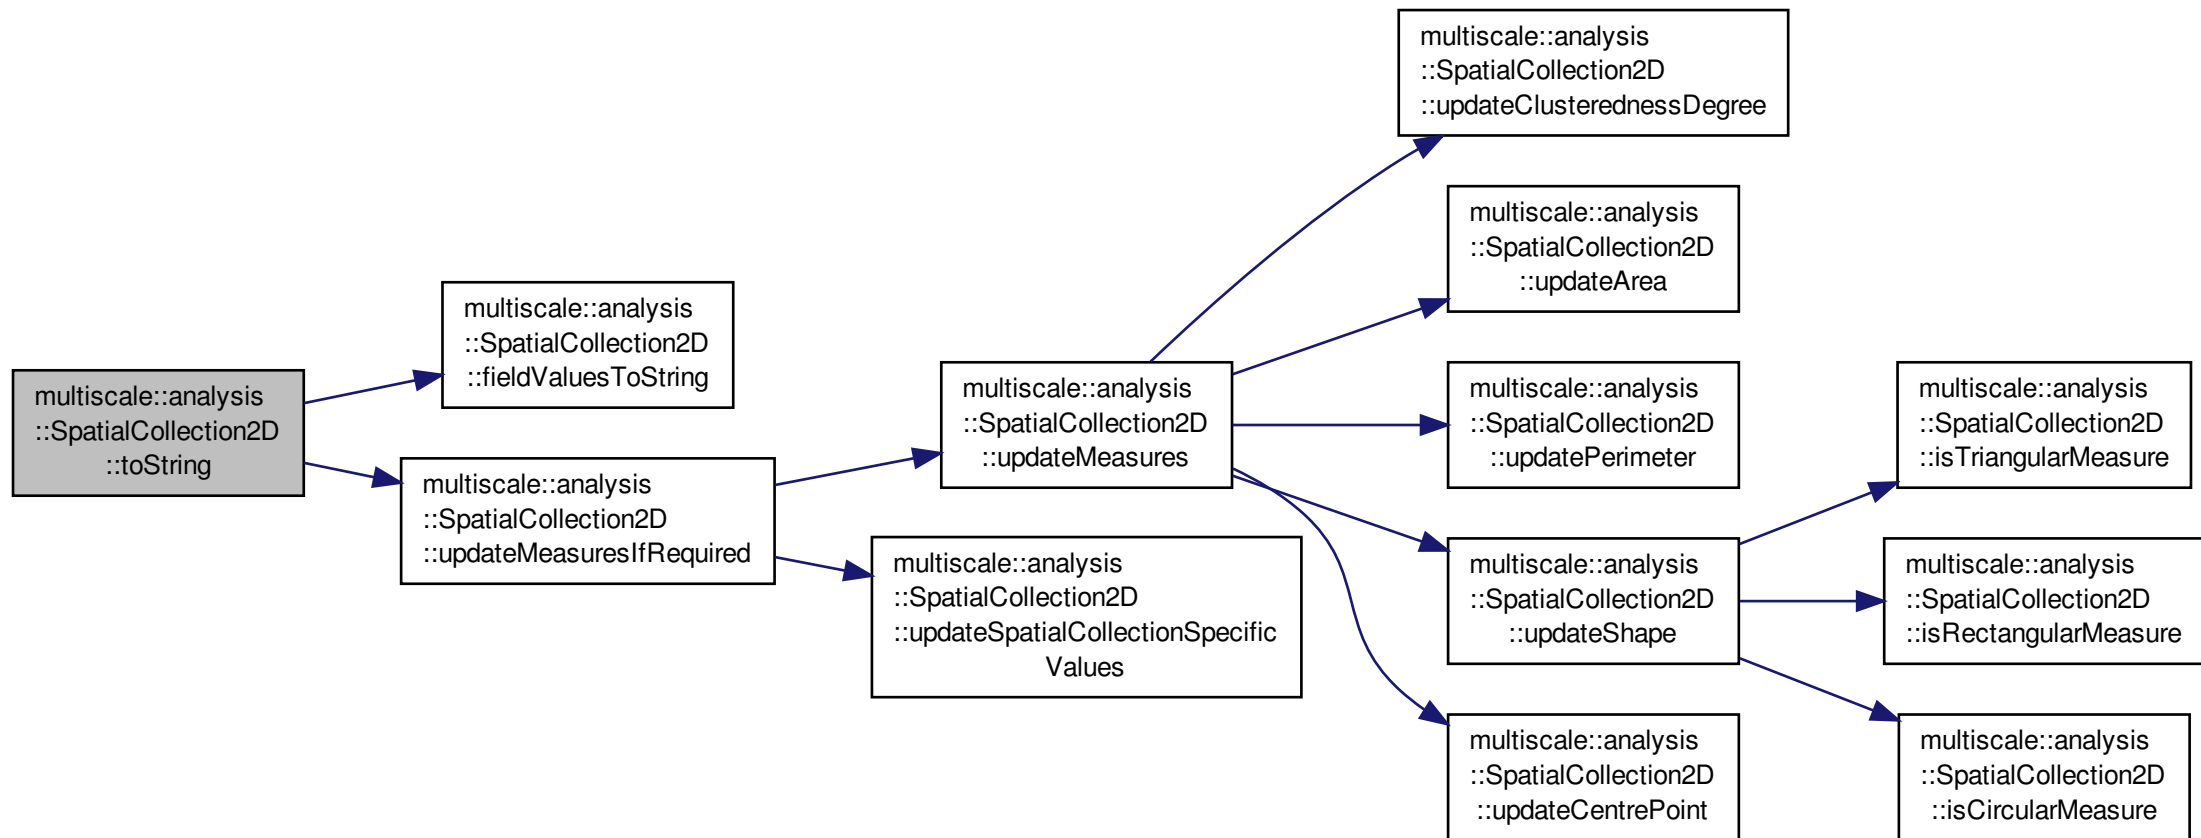 multiscale::analysis
::SpatialCollection2D
::toString
multiscale::analysis
::SpatialCollection2D
::fieldValuesToString
multiscale::analysis
::SpatialCollection2D
::updateMeasuresIfRequired
multiscale::analysis
::SpatialCollection2D
::updateMeasures
multiscale::analysis
::SpatialCollection2D
::updateSpatialCollectionSpecific
Values
multiscale::analysis
::SpatialCollection2D
::updateClusterednessDegree
multiscale::analysis
::SpatialCollection2D
::updateArea
multiscale::analysis
::SpatialCollection2D
::updatePerimeter
multiscale::analysis
::SpatialCollection2D
::updateShape
multiscale::analysis
::SpatialCollection2D
::updateCentrePoint
multiscale::analysis
::SpatialCollection2D
::isTriangularMeasure
multiscale::analysis
::SpatialCollection2D
::isRectangularMeasure
multiscale::analysis
::SpatialCollection2D
::isCircularMeasure